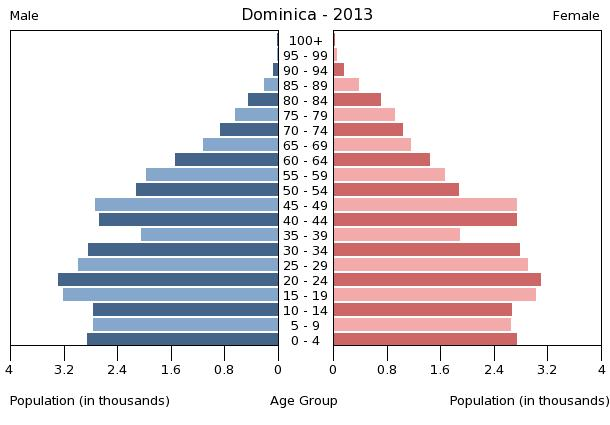 Dominica - 2013
Male
Female
100+
95 - 99
90 - 94
85 - 89
80 - 84
75 - 79
70 - 74
65 - 69
60 - 64
55 - 59
50 - 54
45 - 49
40 - 44
35 - 39
30 - 34
25 - 29
20 - 24
15 - 19
10 - 14
5 - 9
0 - 4
4 3.2 2.4 1.6 0.8 0 0 0.8 1.6 2.4 3.2 4
Population (in thousands) Age Group Population (in thousands)